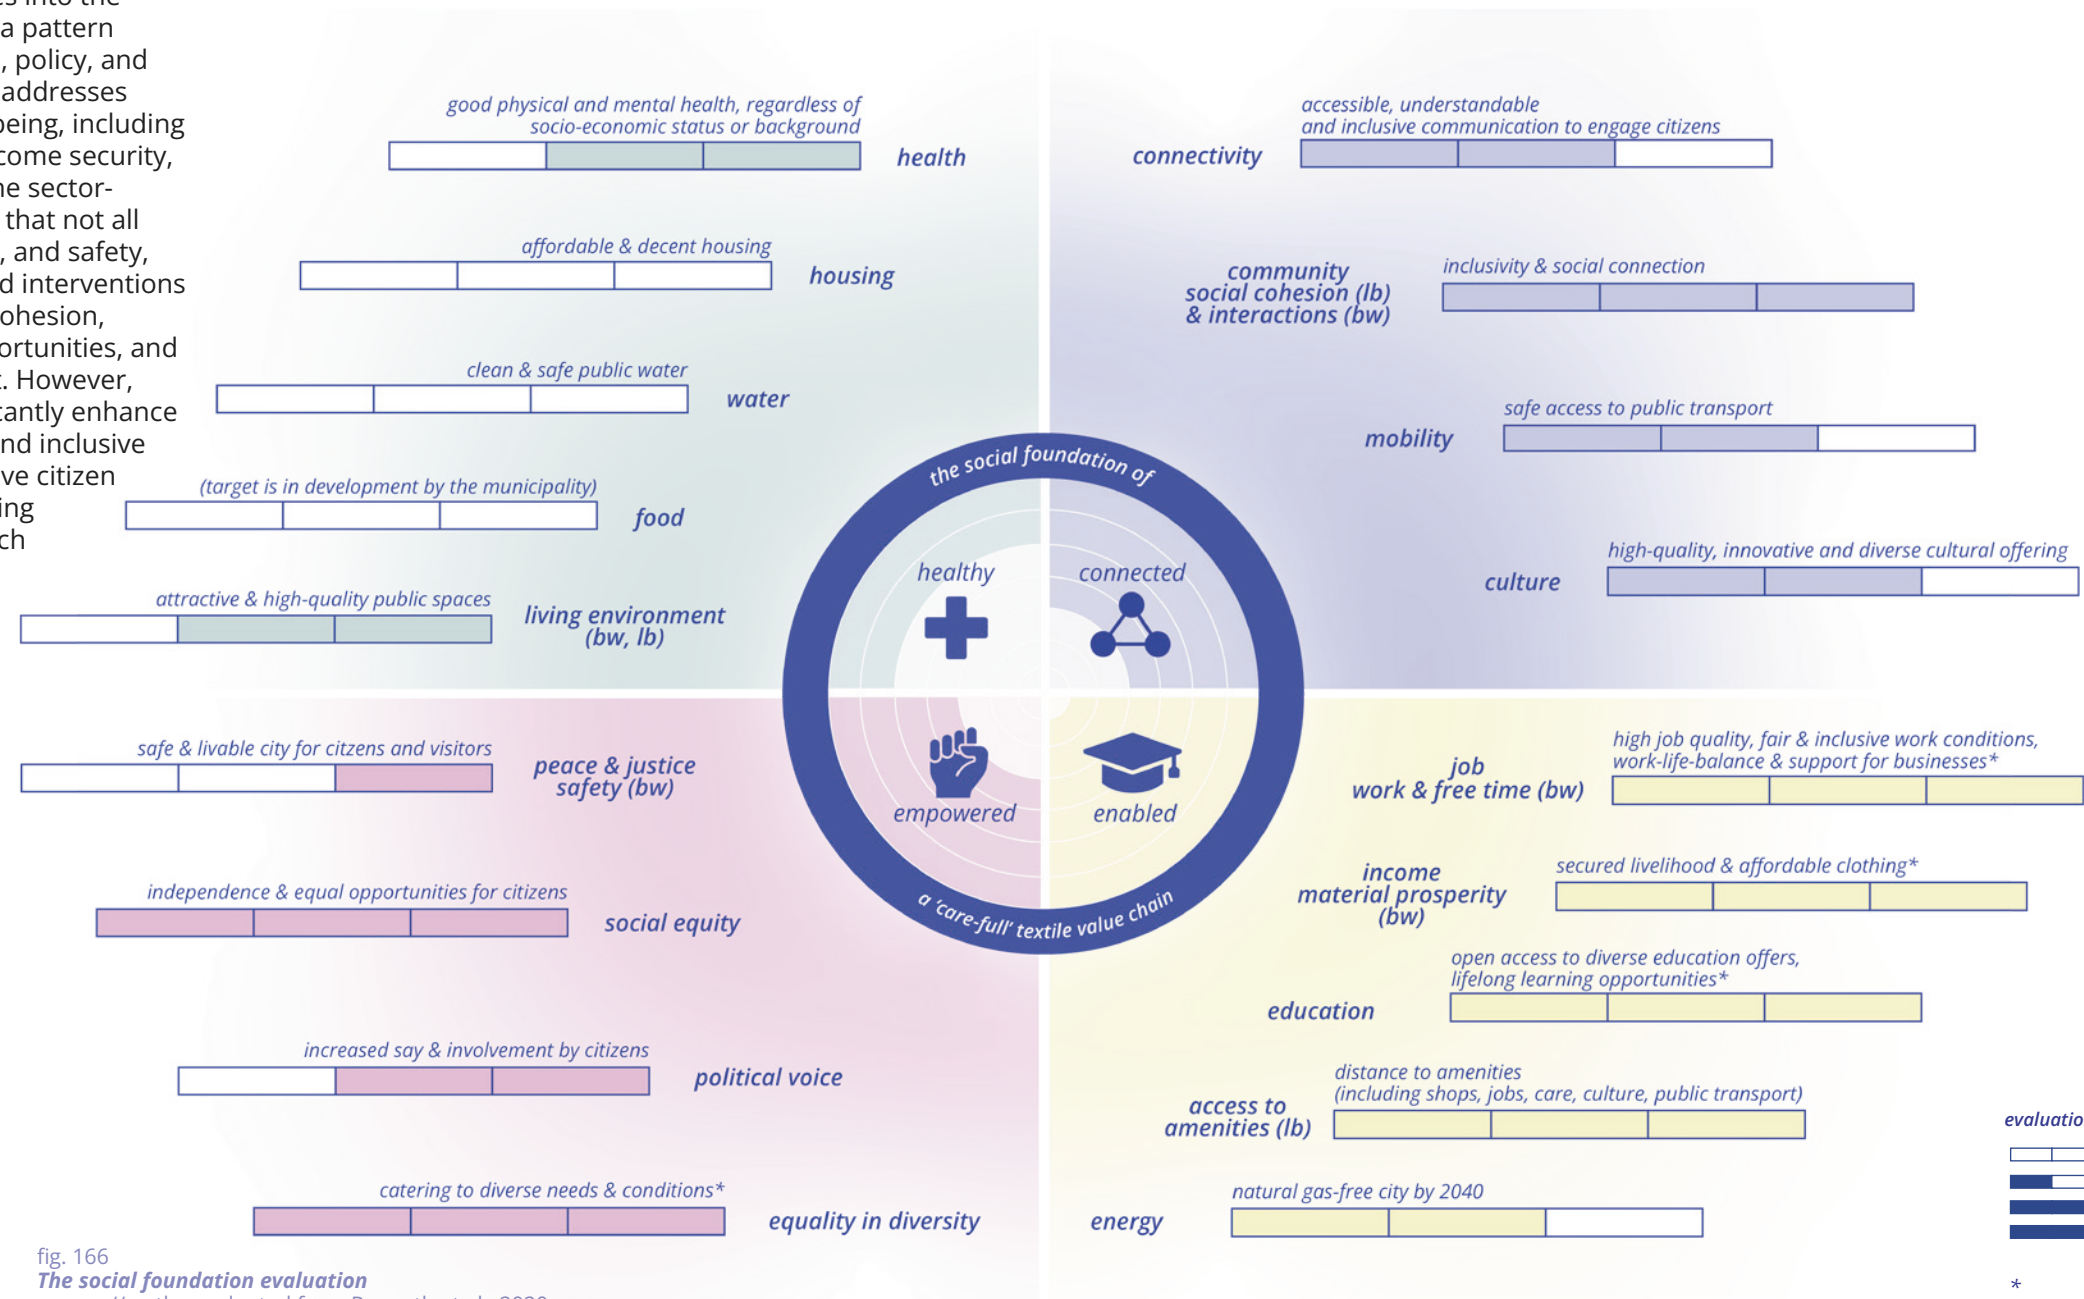 a pattern
, policy, and
addresses
being, including
come security,
ne sector-
that not all
, and safety,
d interventions
ohesion,
ortunities, and
. However,
cantly enhance
nd inclusive
ve citizen
ing
ch
good physical and mental health, regardless of
socio-economic status or background
health
affordable & decent housing
housing
clean & safe public water
water
(target is in development by the municipality)
food
attractive & high-quality public spaces
living environment
(bw, lb)
accessible, understandable
and inclusive communication to engage citizens
connectivity
inclusivity & social connection
community
social cohesion (lb)
& interactions (bw)
safe access to public transport
mobility
high-quality, innovative and diverse cultural offering
culture
the social foundation of
healthy
connected
empowered
enabled
a 'care-full' textile value chain
safe & livable city for citzens and visitors
peace & justice
safety (bw)
independence & equal opportunities for citizens
social equity
increased say & involvement by citizens
political voice
catering to diverse needs & conditions*
equality in diversity
high job quality, fair & inclusive work conditions,
work-life-balance & support for businesses*
job
work & free time (bw)
secured livelihood & affordable clothing*
income
material prosperity
(bw)
open access to diverse education offers,
lifelong learning opportunities*
education
distance to amenities
(including shops, jobs, care, culture, public transport)
access to
amenities (lb)
natural gas-free city by 2040
energy
evaluatio
*
fig. 166
The social foundation evaluation